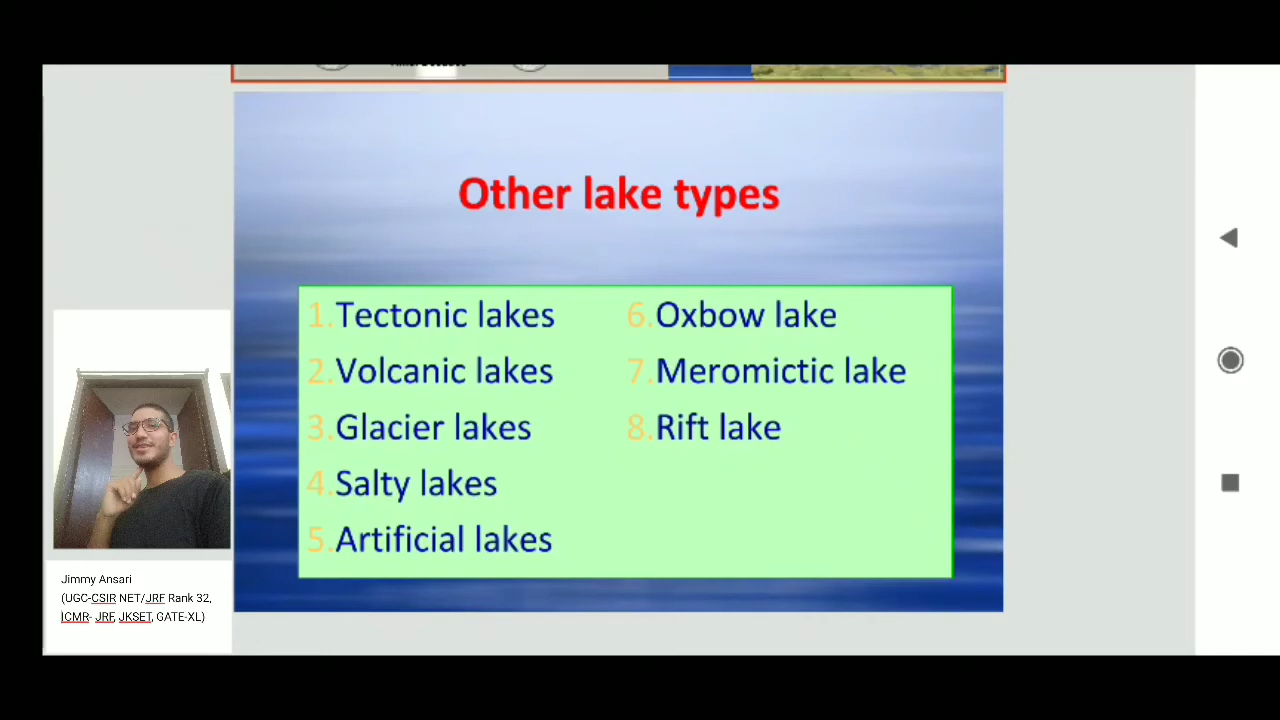 Other lake types
1.Tectonic lakes
2.Volcanic lakes
3.Glacier lakes
4.Salty lakes
5.Artificial lakes
6.Oxbow lake
7.Meromictic lake
8.Rift lake
Jimmy Ansari
(UGC-CSIR NET/JRF Rank 32,
ICMR- JRF, JKSET, GATE-XL)